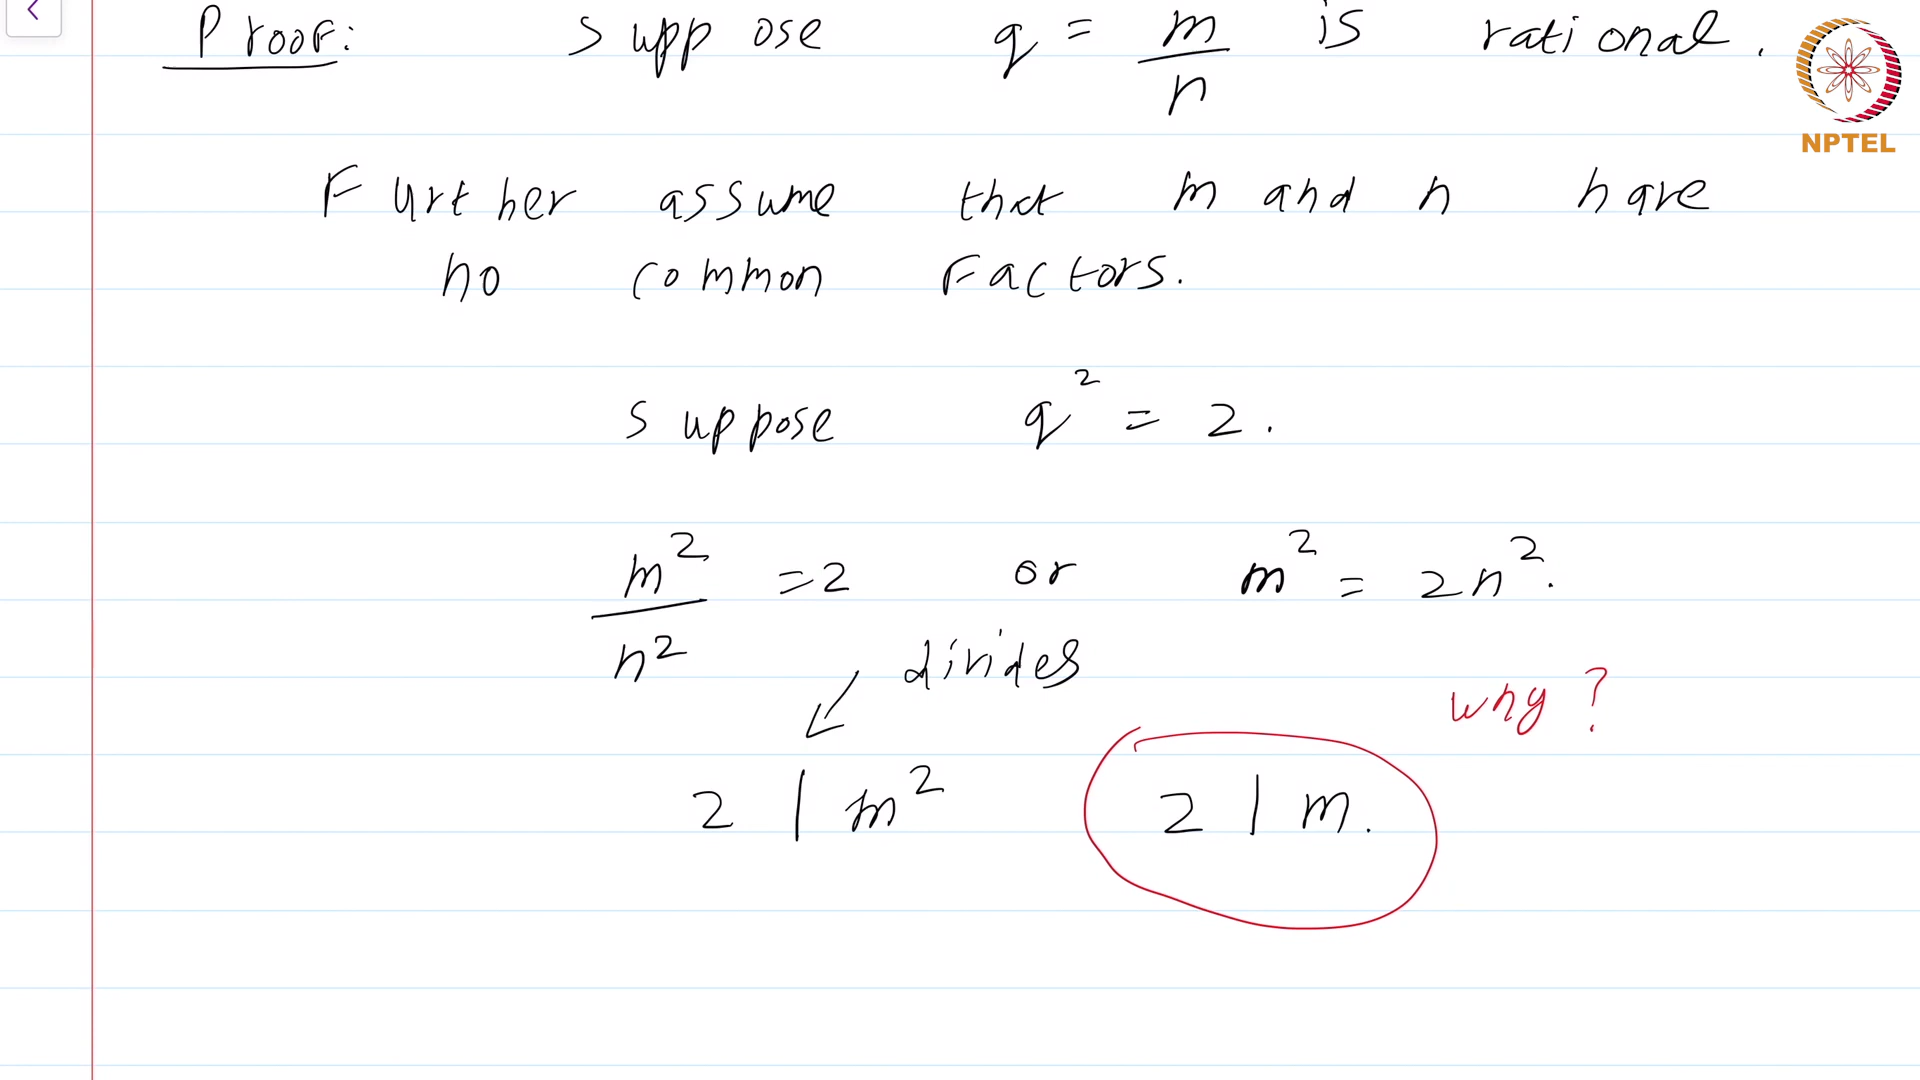 Proof: Suppose q = m/n is rational.
NPTEL
Further assume that m and n have
no common factors.
Suppose q² = 2.
m²/n² = 2 or m² = 2n².
divides
why?
2 | m² 2 | m.